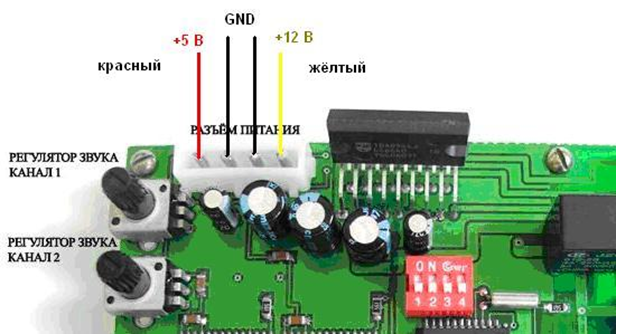 GND
+5 В
+12 В
красный
жёлтый
РАЗЪЁМ ПИТАНИЯ
РЕГУЛЯТОР ЗВУКА
КАНАЛ 1
РЕГУЛЯТОР ЗВУКА
КАНАЛ 2
ON
1 2 3 4